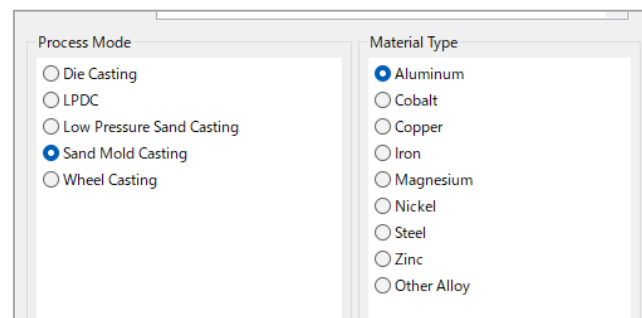 Process Mode
Die Casting
LPDC
Low Pressure Sand Casting
Sand Mold Casting
Wheel Casting
Material Type
Aluminum
Cobalt
Copper
Iron
Magnesium
Nickel
Steel
Zinc
Other Alloy